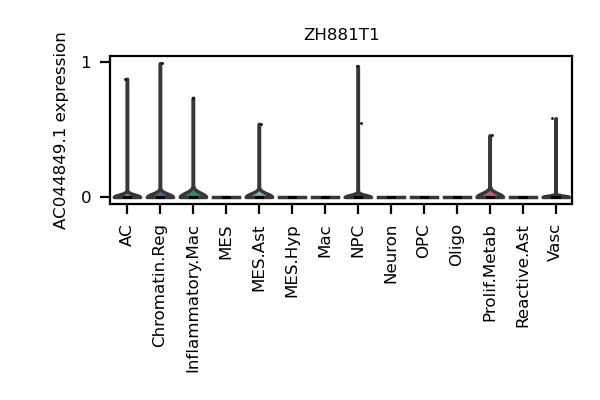 ZH881T1
AC044849.1 expression
1
0
AC
Chromatin.Reg
Inflammatory.Mac
MES
MES.Ast
MES.Hyp
Mac
NPC
Neuron
OPC
Oligo
Prolif.Metab
Reactive.Ast
Vasc